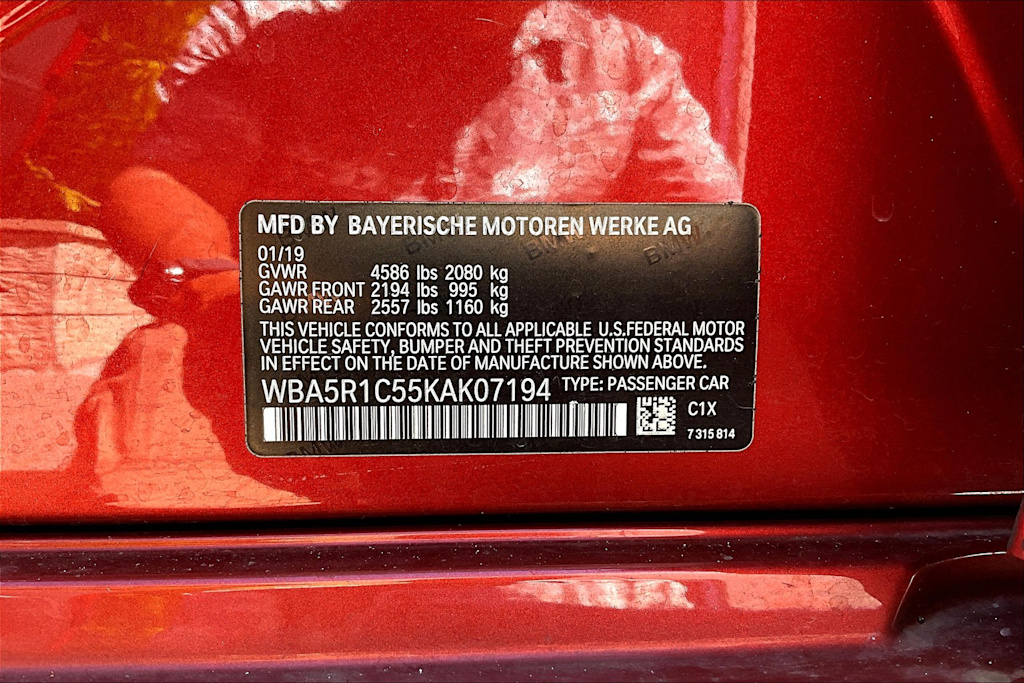 MFD BY BAYERISCHE MOTOREN WERKE AG
01/19
GVWR 4586 lbs 2080 kg
GAWR FRONT 2194 lbs 995 kg
GAWR REAR 2557 lbs 1160 kg
THIS VEHICLE CONFORMS TO ALL APPLICABLE U.S.FEDERAL MOTOR
VEHICLE SAFETY, BUMPER AND THEFT PREVENTION STANDARDS
IN EFFECT ON THE DATE OF MANUFACTURE SHOWN ABOVE.
WBA5R1C55KAK07194 TYPE: PASSENGER CAR
C1X
7 315 814